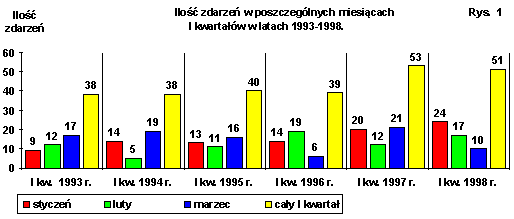 Ilość zdarzeń w poszczególnych miesiącach
I kwartałów w latach 1993-1998.
Rys. 1
Ilość
zdarzeń
60
50
40
30
20
10
0
9 12 17 38
14 5 19 38
13 11 16 40
14 19 6 39
20 12 21 53
24 17 10 51
I kw. 1993 r. I kw. 1994 r. I kw. 1995 r. I kw. 1996 r. I kw. 1997 r. I kw. 1998 r.
styczeń luty marzec cały I kwartał